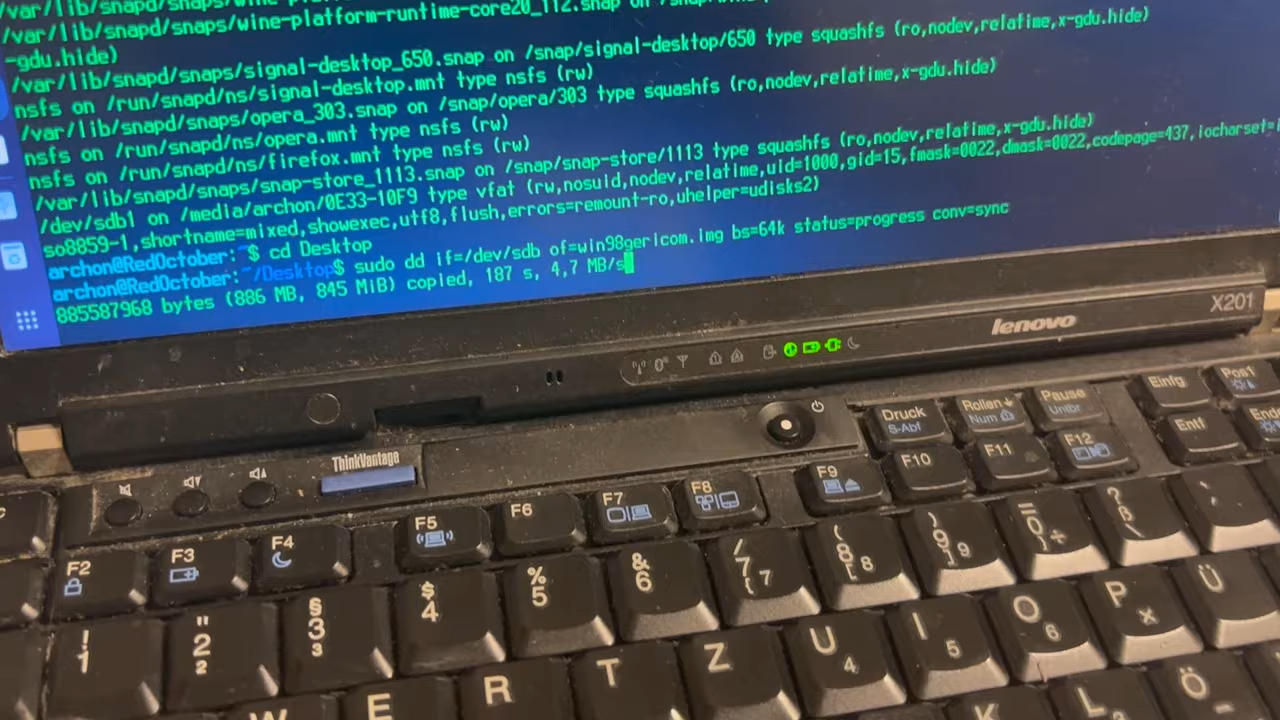 /var/lib/snapd/snaps/wine-platform-runtime-core20_112.snap on
-gdu.hide)
/var/lib/snapd/snaps/signal-desktop_650.snap on /snap/signal-desktop/650 type squashfs (ro,nodev,relatime,x-gdu.hide)
nsfs on /run/snapd/ns/signal-desktop.mnt type nsfs (rw)
/var/lib/snapd/snaps/opera_303.snap on /snap/opera/303 type squashfs (ro,nodev,relatime,x-gdu.hide)
nsfs on /run/snapd/ns/opera.mnt type nsfs (rw)
nsfs on /run/snapd/ns/firefox.mnt type nsfs (rw)
/var/lib/snapd/snaps/snap-store_1113.snap on /snap/snap-store/1113 type squashfs (ro,nodev,relatime,x-gdu.hide)
/dev/sdb1 on /media/archon/0E33-10F9 type vfat (rw,nosuid,nodev,relatime,uid=1000,gid=15,fmask=0022,dmask=0022,codepage=437,iocharset=i
so8859-1,shortname=mixed,showexec,utf8,flush,errors=remount-ro,uhelper=udisks2)
archon@RedOctober:~$ cd Desktop
archon@RedOctober:~/Desktop$ sudo dd if=/dev/sdb of=win98gericom.img bs=64k status=progress conv=sync
885587968 bytes (886 MB, 845 MiB) copied, 187 s, 4,7 MB/s
lenovo X201
ThinkVantage
Druck S-Abf
Rollen Num
Pause Untbr
Einfg
Pos1
Entf
Ende
F2 F3 F4 F5 F6 F7 F8 F9 F10 F11 F12
! 1
" 2 2
§ 3 3
$ 4
% 5
& 6
/ 7 { 7
( 8 [ 8
) 9 ] 9
= 0 } ÷
? ß \
E R T Z U 4 I 5 O 6 P × Ü
K L Ö